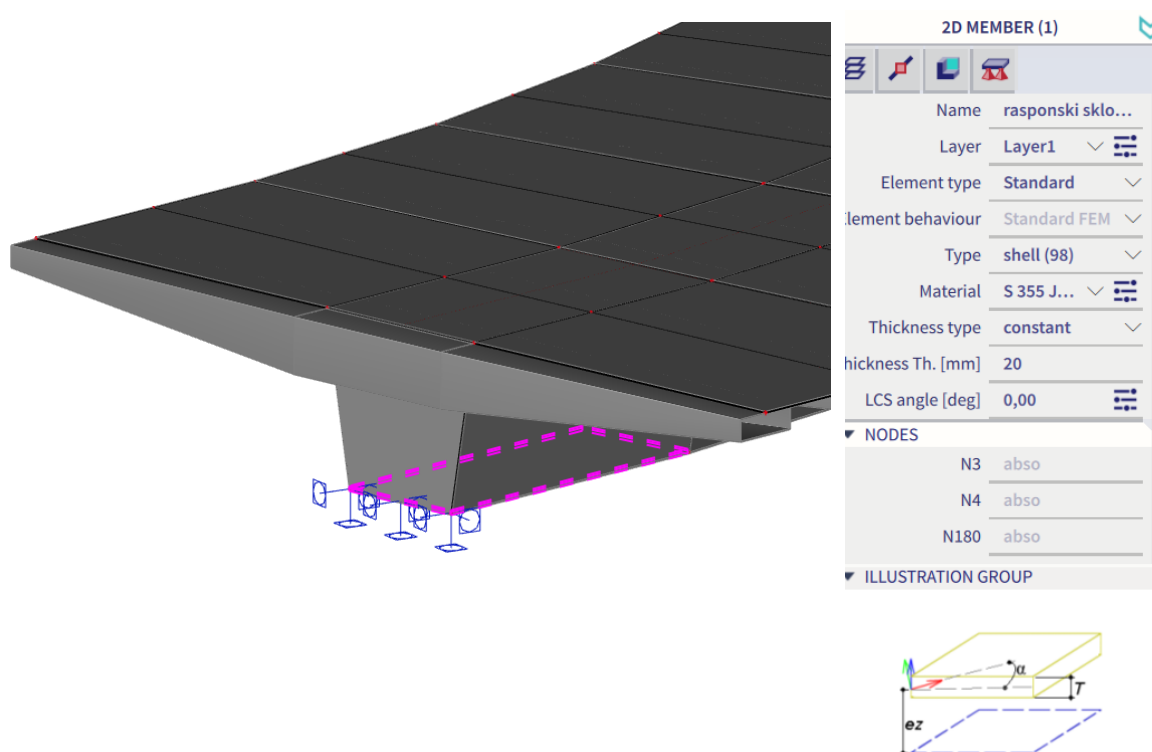 2D MEMBER (1)
Name rasponski sklo...
Layer Layer1
Element type Standard
lement behaviour Standard FEM
Type shell (98)
Material S 355 J...
Thickness type constant
hickness Th. [mm] 20
LCS angle [deg] 0,00
NODES
N3 abso
N4 abso
N180 abso
ILLUSTRATION GROUP
α
T
ez